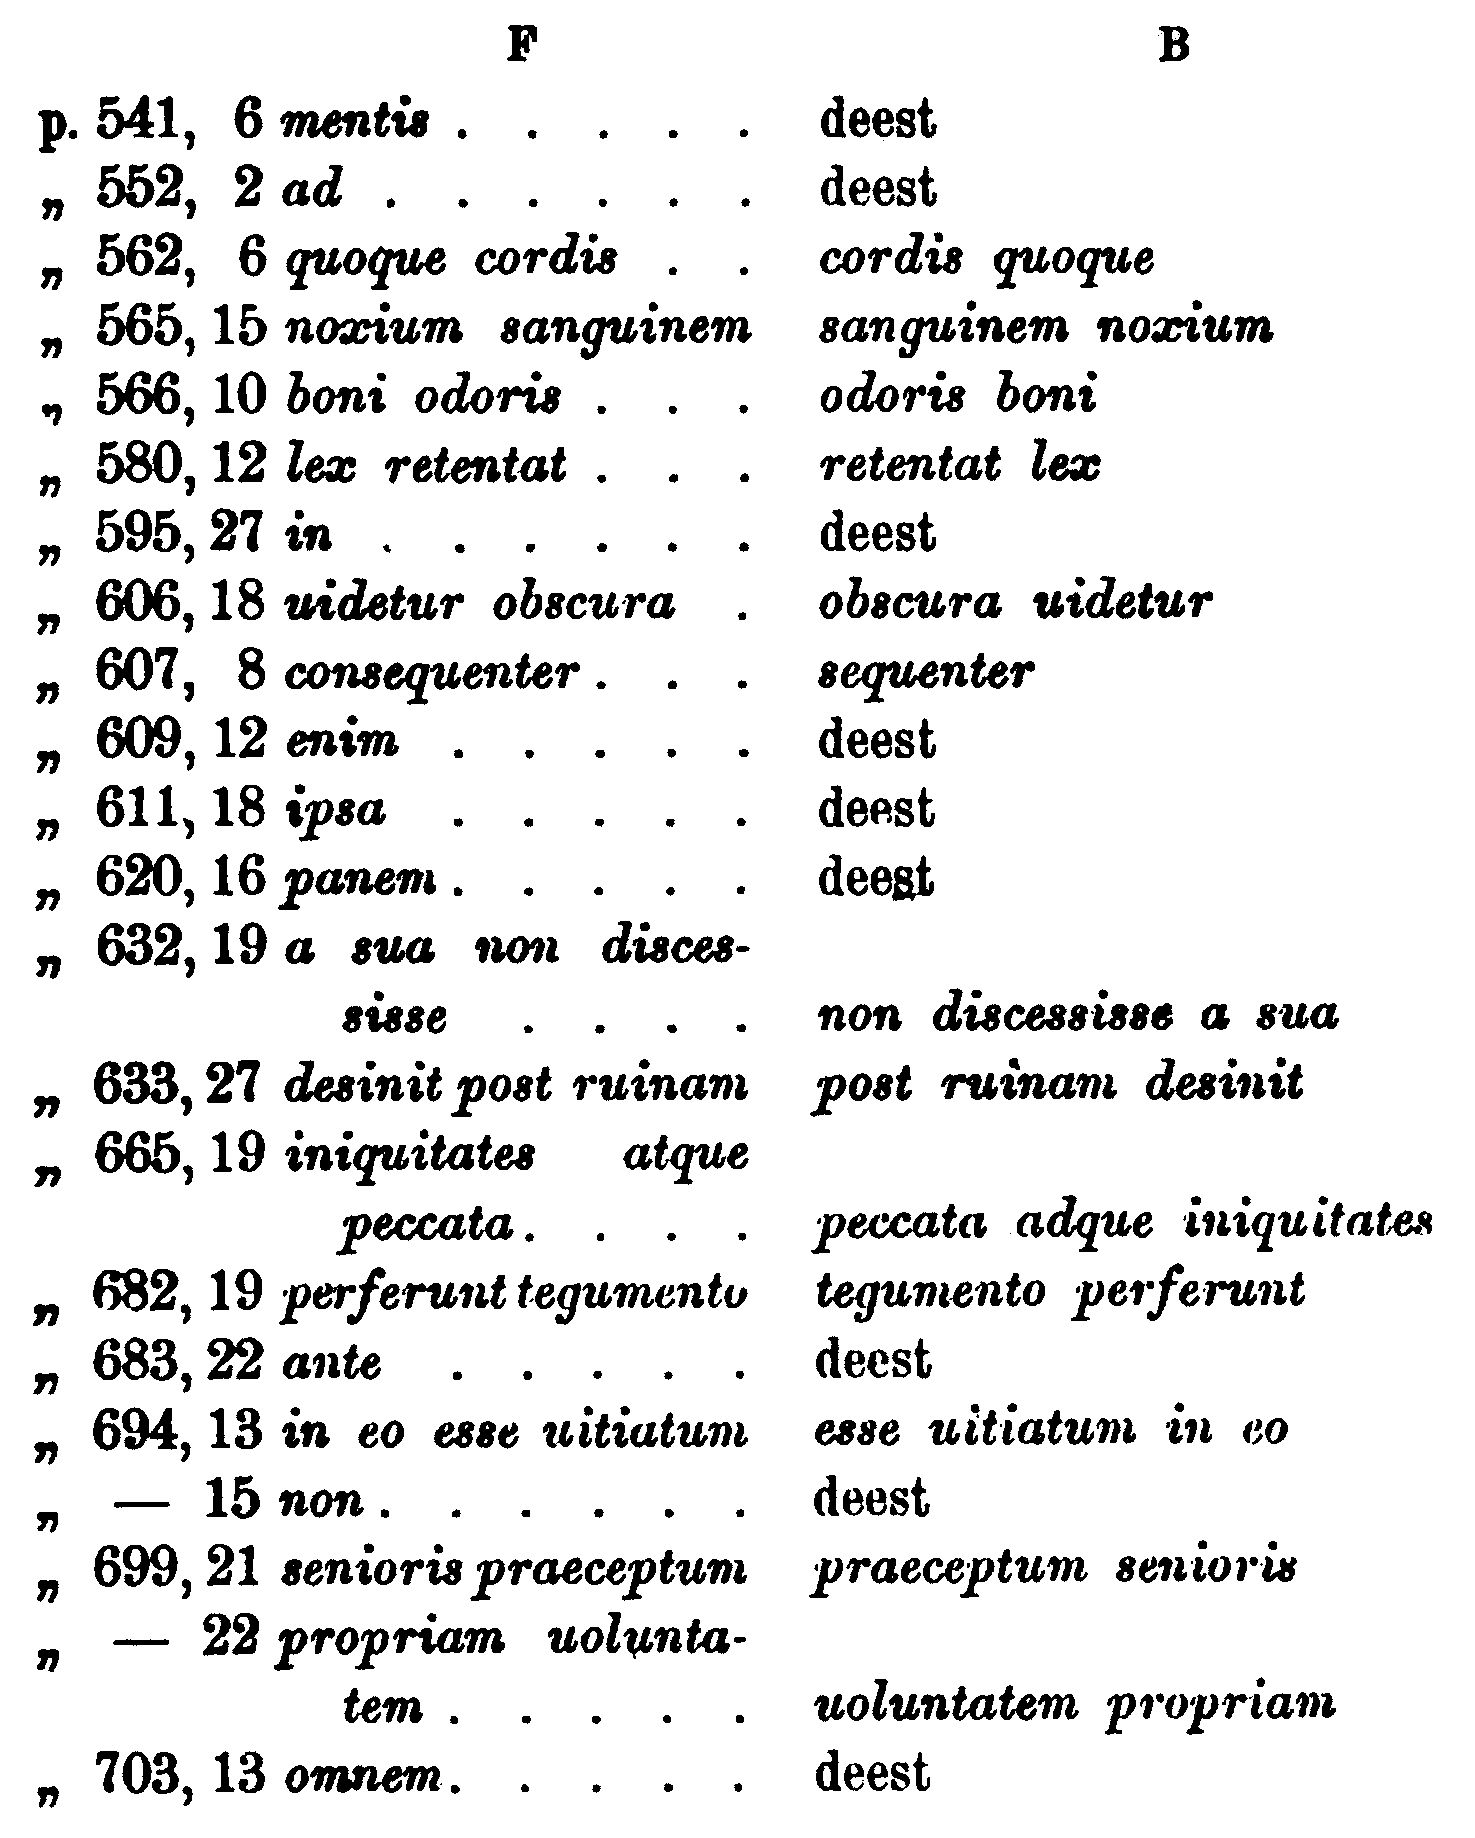 F B
p. 541, 6 mentis . . . . . deest
„ 552, 2 ad . . . . . . deest
„ 562, 6 quoque cordis . . cordis quoque
„ 565, 15 noxium sanguinem sanguinem noxium
„ 566, 10 boni odoris . . . odoris boni
„ 580, 12 lex retentat . . . retentat lex
„ 595, 27 in . . . . . . deest
„ 606, 18 uidetur obscura . obscura uidetur
„ 607, 8 consequenter . . . sequenter
„ 609, 12 enim . . . . . deest
„ 611, 18 ipsa . . . . . deest
„ 620, 16 panem . . . . . deest
„ 632, 19 a sua non disces-
sisse . . . . non discessisse a sua
„ 633, 27 desinit post ruinam post ruinam desinit
„ 665, 19 iniquitates atque
peccata . . . . peccata adque iniquitates
„ 682, 19 perferunt tegumento tegumento perferunt
„ 683, 22 ante . . . . . deest
„ 694, 13 in eo esse uitiatum esse uitiatum in eo
„ — 15 non . . . . . . deest
„ 699, 21 senioris praeceptum praeceptum senioris
„ — 22 propriam uolunta-
tem . . . . . uoluntatem propriam
„ 703, 13 omnem . . . . . deest